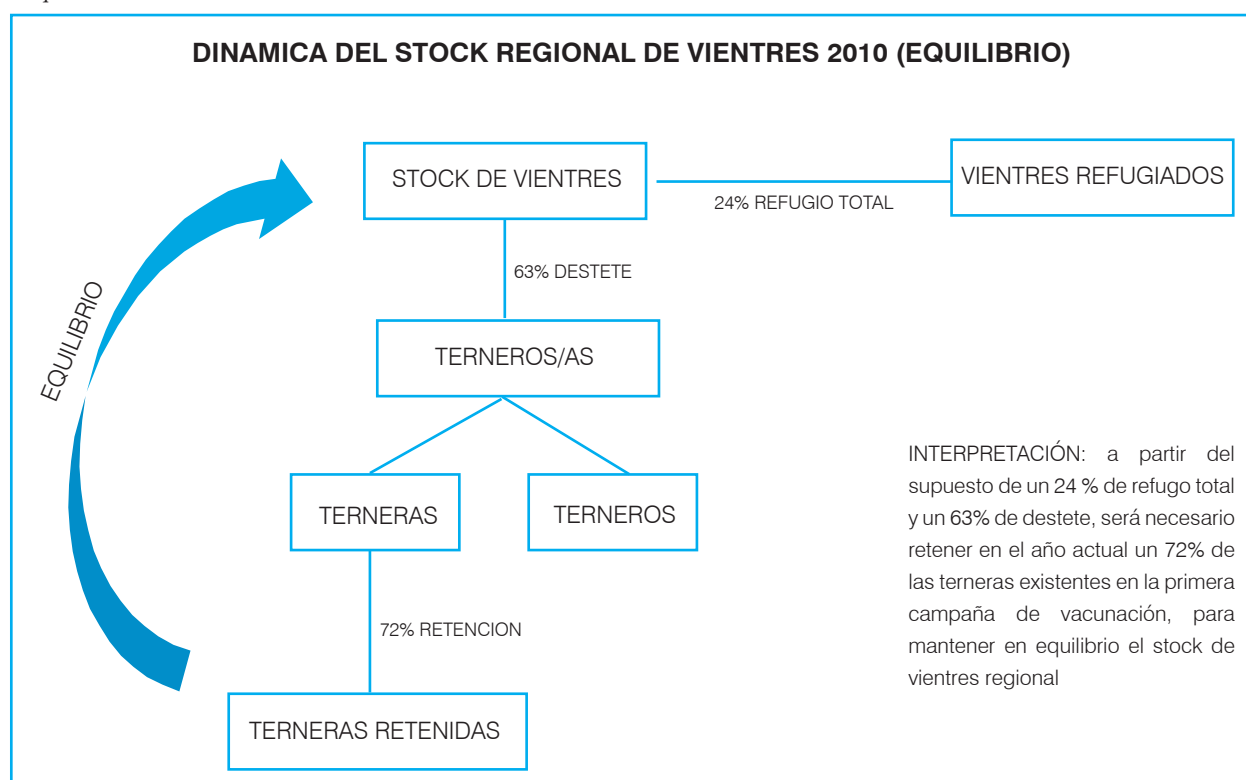 DINAMICA DEL STOCK REGIONAL DE VIENTRES 2010 (EQUILIBRIO)
STOCK DE VIENTRES
24% REFUGIO TOTAL
VIENTRES REFUGIADOS
63% DESTETE
EQUILIBRIO
TERNEROS/AS
TERNERAS
TERNEROS
72% RETENCION
TERNERAS RETENIDAS
INTERPRETACIÓN: a partir del
supuesto de un 24 % de refugo total
y un 63% de destete, será necesario
retener en el año actual un 72% de
las terneras existentes en la primera
campaña de vacunación, para
mantener en equilibrio el stock de
vientres regional